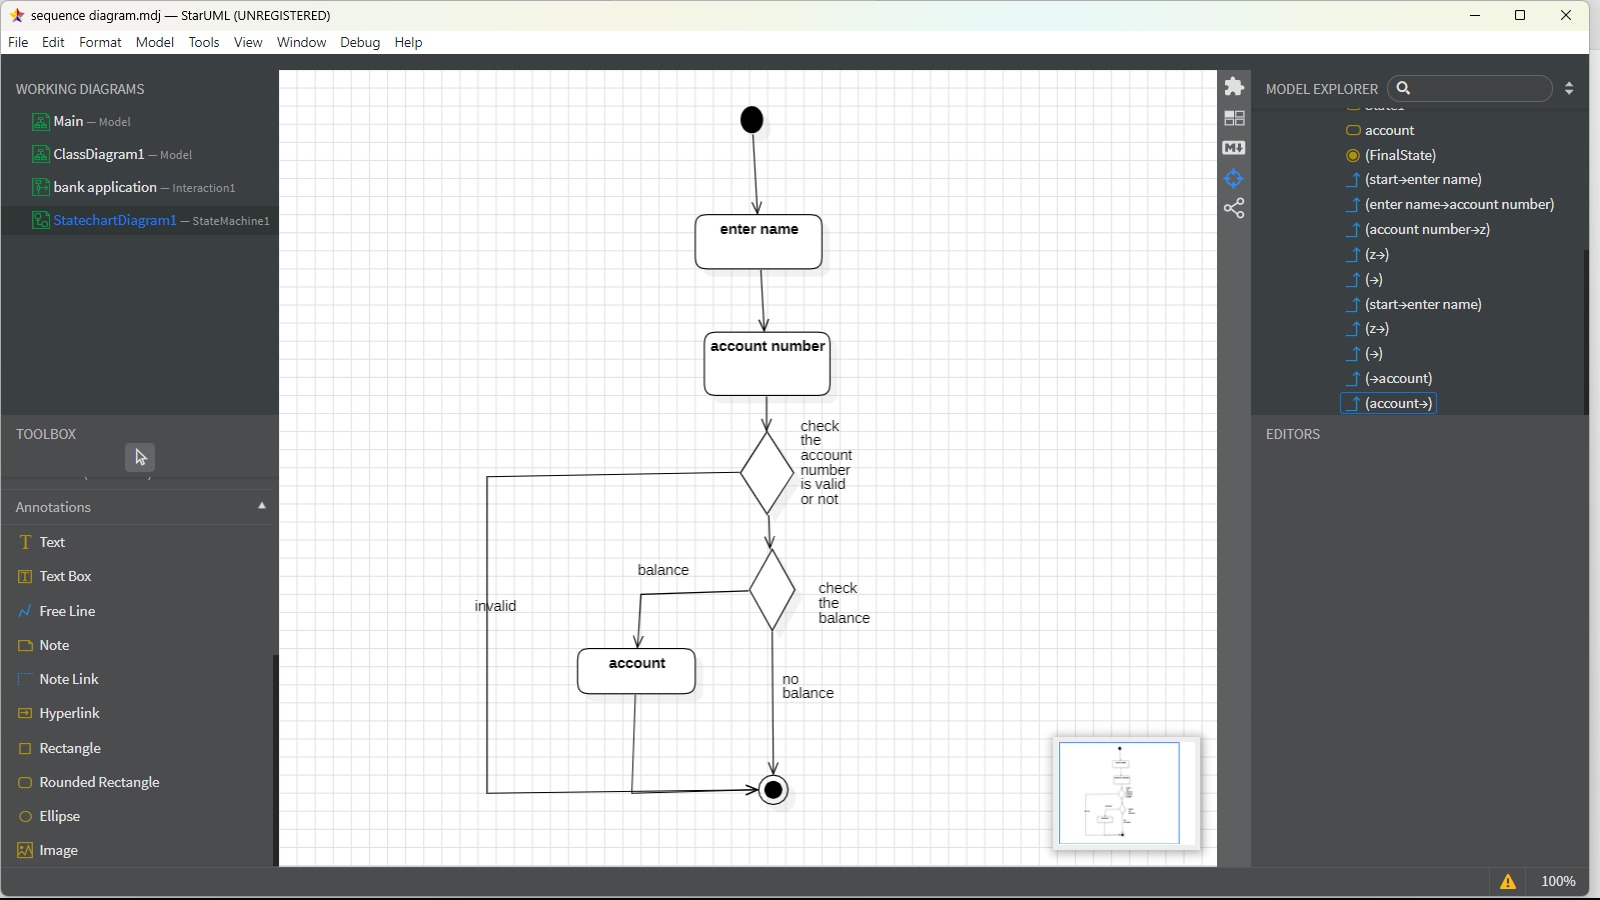 sequence diagram.mdj — StarUML (UNREGISTERED)
File Edit Format Model Tools View Window Debug Help
WORKING DIAGRAMS
Main — Model
ClassDiagram1 — Model
bank application — Interaction1
StatechartDiagram1 — StateMachine1
TOOLBOX
Annotations
Text
Text Box
Free Line
Note
Note Link
Hyperlink
Rectangle
Rounded Rectangle
Ellipse
Image
enter name
account number
check
the
account
number
is valid
or not
balance
check
the
balance
invalid
account
no
balance
MODEL EXPLORER
State1
account
(FinalState)
(start→enter name)
(enter name→account number)
(account number→z)
(z→)
(→)
(start→enter name)
(z→)
(→)
(→account)
(account→)
EDITORS
100%